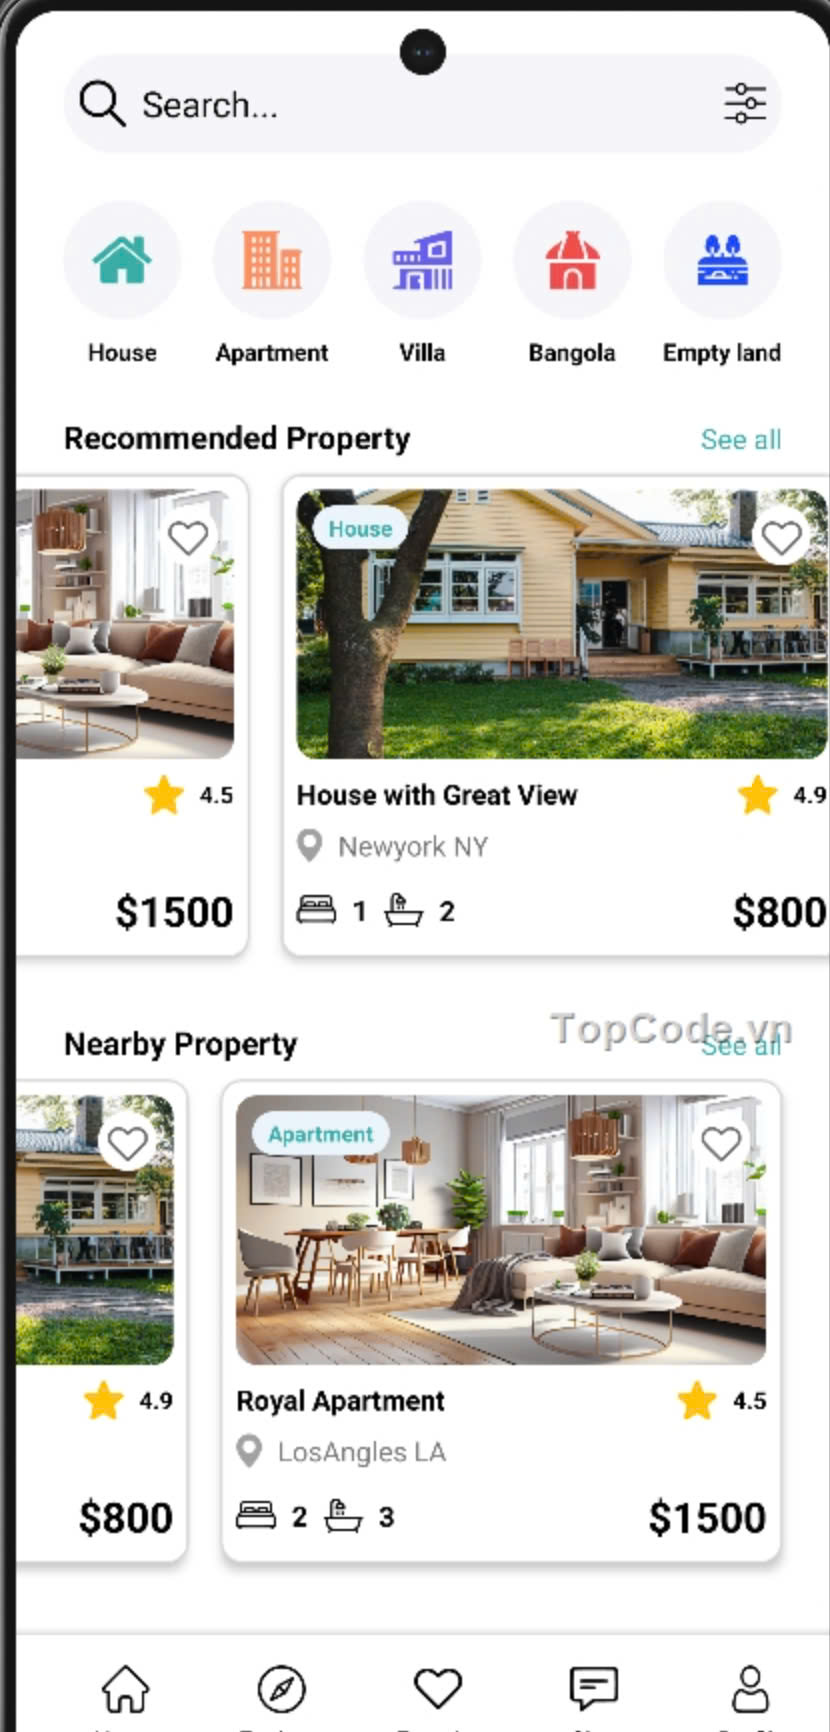 Search...
House
Apartment
Villa
Bangola
Empty land
Recommended Property
See all
House
4.5
House with Great View
4.9
Newyork NY
$1500
1
2
$800
TopCode.vn
Nearby Property
See all
Apartment
4.9
Royal Apartment
4.5
LosAngles LA
$800
2
3
$1500